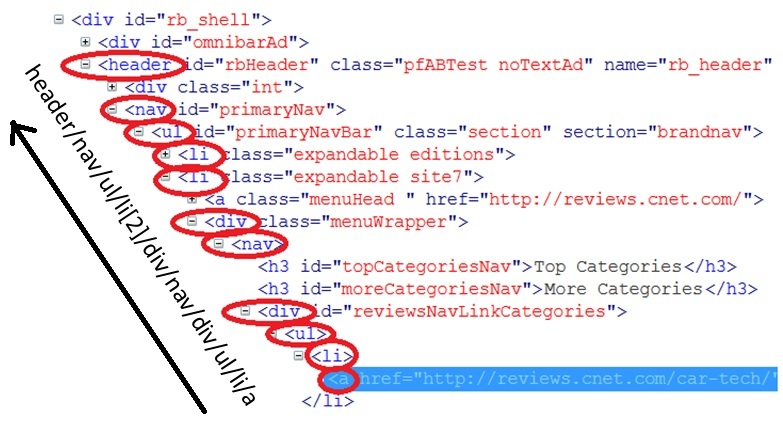 <div id="rb_shell">
<div id="omnibarAd">
<header id="rbHeader" class="pfABTest noTextAd" name="rb_header"
<div class="int">
<nav id="primaryNav">
<ul id="primaryNavBar" class="section" section="brandnav">
<li class="expandable editions">
<li class="expandable site7">
<a class="menuHead " href="http://reviews.cnet.com/">
<div class="menuWrapper">
<nav>
<h3 id="topCategoriesNav">Top Categories</h3>
<h3 id="moreCategoriesNav">More Categories</h3>
<div id="reviewsNavLinkCategories">
<ul>
<li>
<a href="http://reviews.cnet.com/car-tech/"
</li>
header/nav/ul/li[2]/div/nav/div/ul/li/a